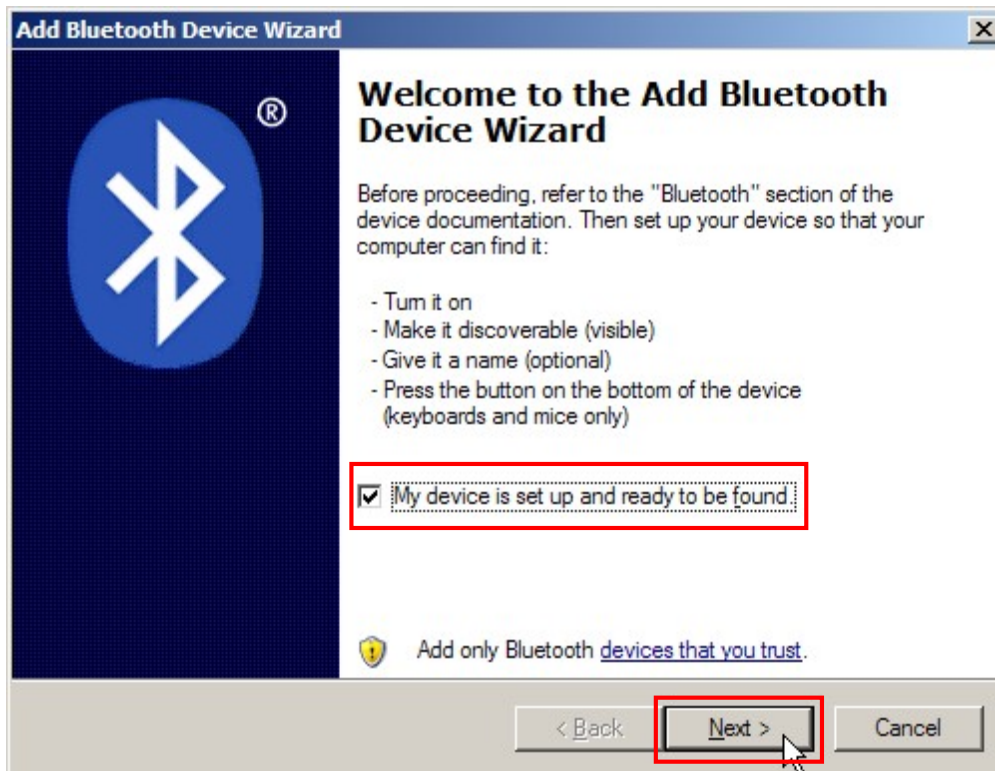 Add Bluetooth Device Wizard
®
Welcome to the Add Bluetooth
Device Wizard
Before proceeding, refer to the "Bluetooth" section of the
device documentation. Then set up your device so that your
computer can find it:
- Turn it on
- Make it discoverable (visible)
- Give it a name (optional)
- Press the button on the bottom of the device
(keyboards and mice only)
My device is set up and ready to be found.
Add only Bluetooth devices that you trust.
< Back Next > Cancel